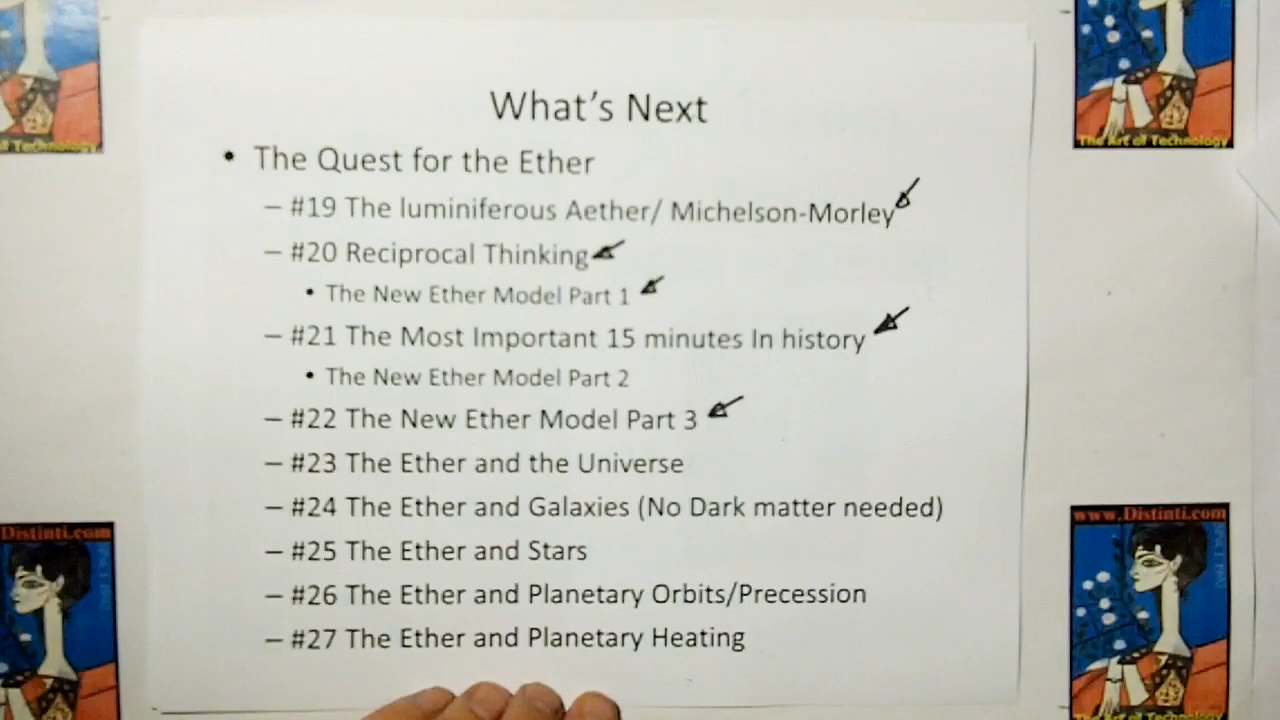 What's Next
• The Quest for the Ether
– #19 The luminiferous Aether/ Michelson-Morley
– #20 Reciprocal Thinking
• The New Ether Model Part 1
– #21 The Most Important 15 minutes In history
• The New Ether Model Part 2
– #22 The New Ether Model Part 3
– #23 The Ether and the Universe
– #24 The Ether and Galaxies (No Dark matter needed)
– #25 The Ether and Stars
– #26 The Ether and Planetary Orbits/Precession
– #27 The Ether and Planetary Heating
of Technology
The Art of Technology
Distinti.com
www.Distinti.com
The Art of Technology